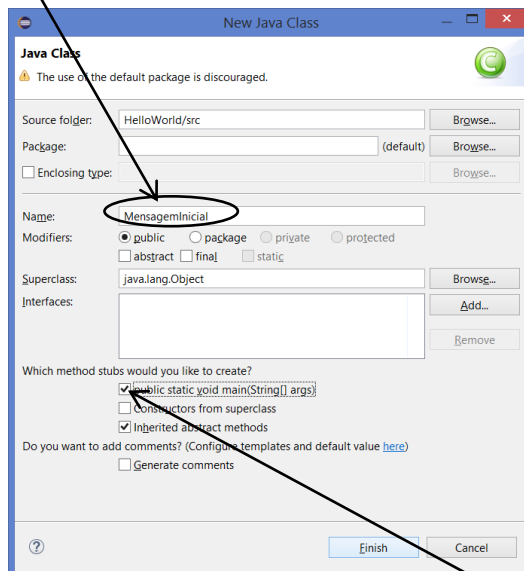 New Java Class
Java Class
The use of the default package is discouraged.
Source folder: HelloWorld/src Browse...
Package: (default) Browse...
Enclosing type: Browse...
Name: MensagemInicial
Modifiers: public package private protected
abstract final static
Superclass: java.lang.Object Browse...
Interfaces: Add...
Remove
Which method stubs would you like to create?
public static void main(String[] args)
Constructors from superclass
Inherited abstract methods
Do you want to add comments? (Configure templates and default value here)
Generate comments
? Finish Cancel